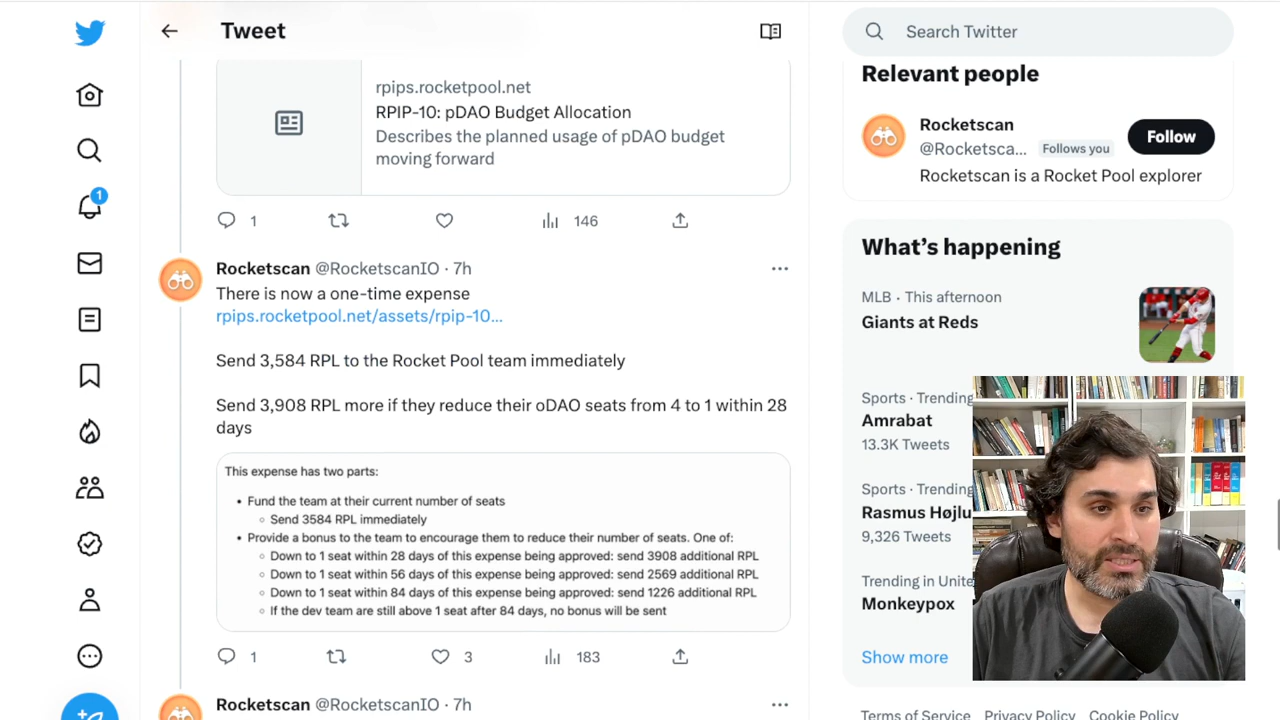 Tweet
rpips.rocketpool.net
RPIP-10: pDAO Budget Allocation
Describes the planned usage of pDAO budget
moving forward
1
146
Rocketscan @RocketscanIO · 7h
There is now a one-time expense
rpips.rocketpool.net/assets/rpip-10...
Send 3,584 RPL to the Rocket Pool team immediately
Send 3,908 RPL more if they reduce their oDAO seats from 4 to 1 within 28
days
This expense has two parts:
• Fund the team at their current number of seats
○ Send 3584 RPL immediately
• Provide a bonus to the team to encourage them to reduce their number of seats. One of:
○ Down to 1 seat within 28 days of this expense being approved: send 3908 additional RPL
○ Down to 1 seat within 56 days of this expense being approved: send 2569 additional RPL
○ Down to 1 seat within 84 days of this expense being approved: send 1226 additional RPL
○ If the dev team are still above 1 seat after 84 days, no bonus will be sent
1
3
183
Rocketscan @RocketscanIO · 7h
1
Search Twitter
Relevant people
Rocketscan
@Rocketsca...
Follows you
Follow
Rocketscan is a Rocket Pool explorer
What's happening
MLB · This afternoon
Giants at Reds
Sports · Trending
Amrabat
13.3K Tweets
Sports · Trending
Rasmus Højlu
9,326 Tweets
Trending in Unite
Monkeypox
Show more
Terms of Service Privacy Policy Cookie Policy